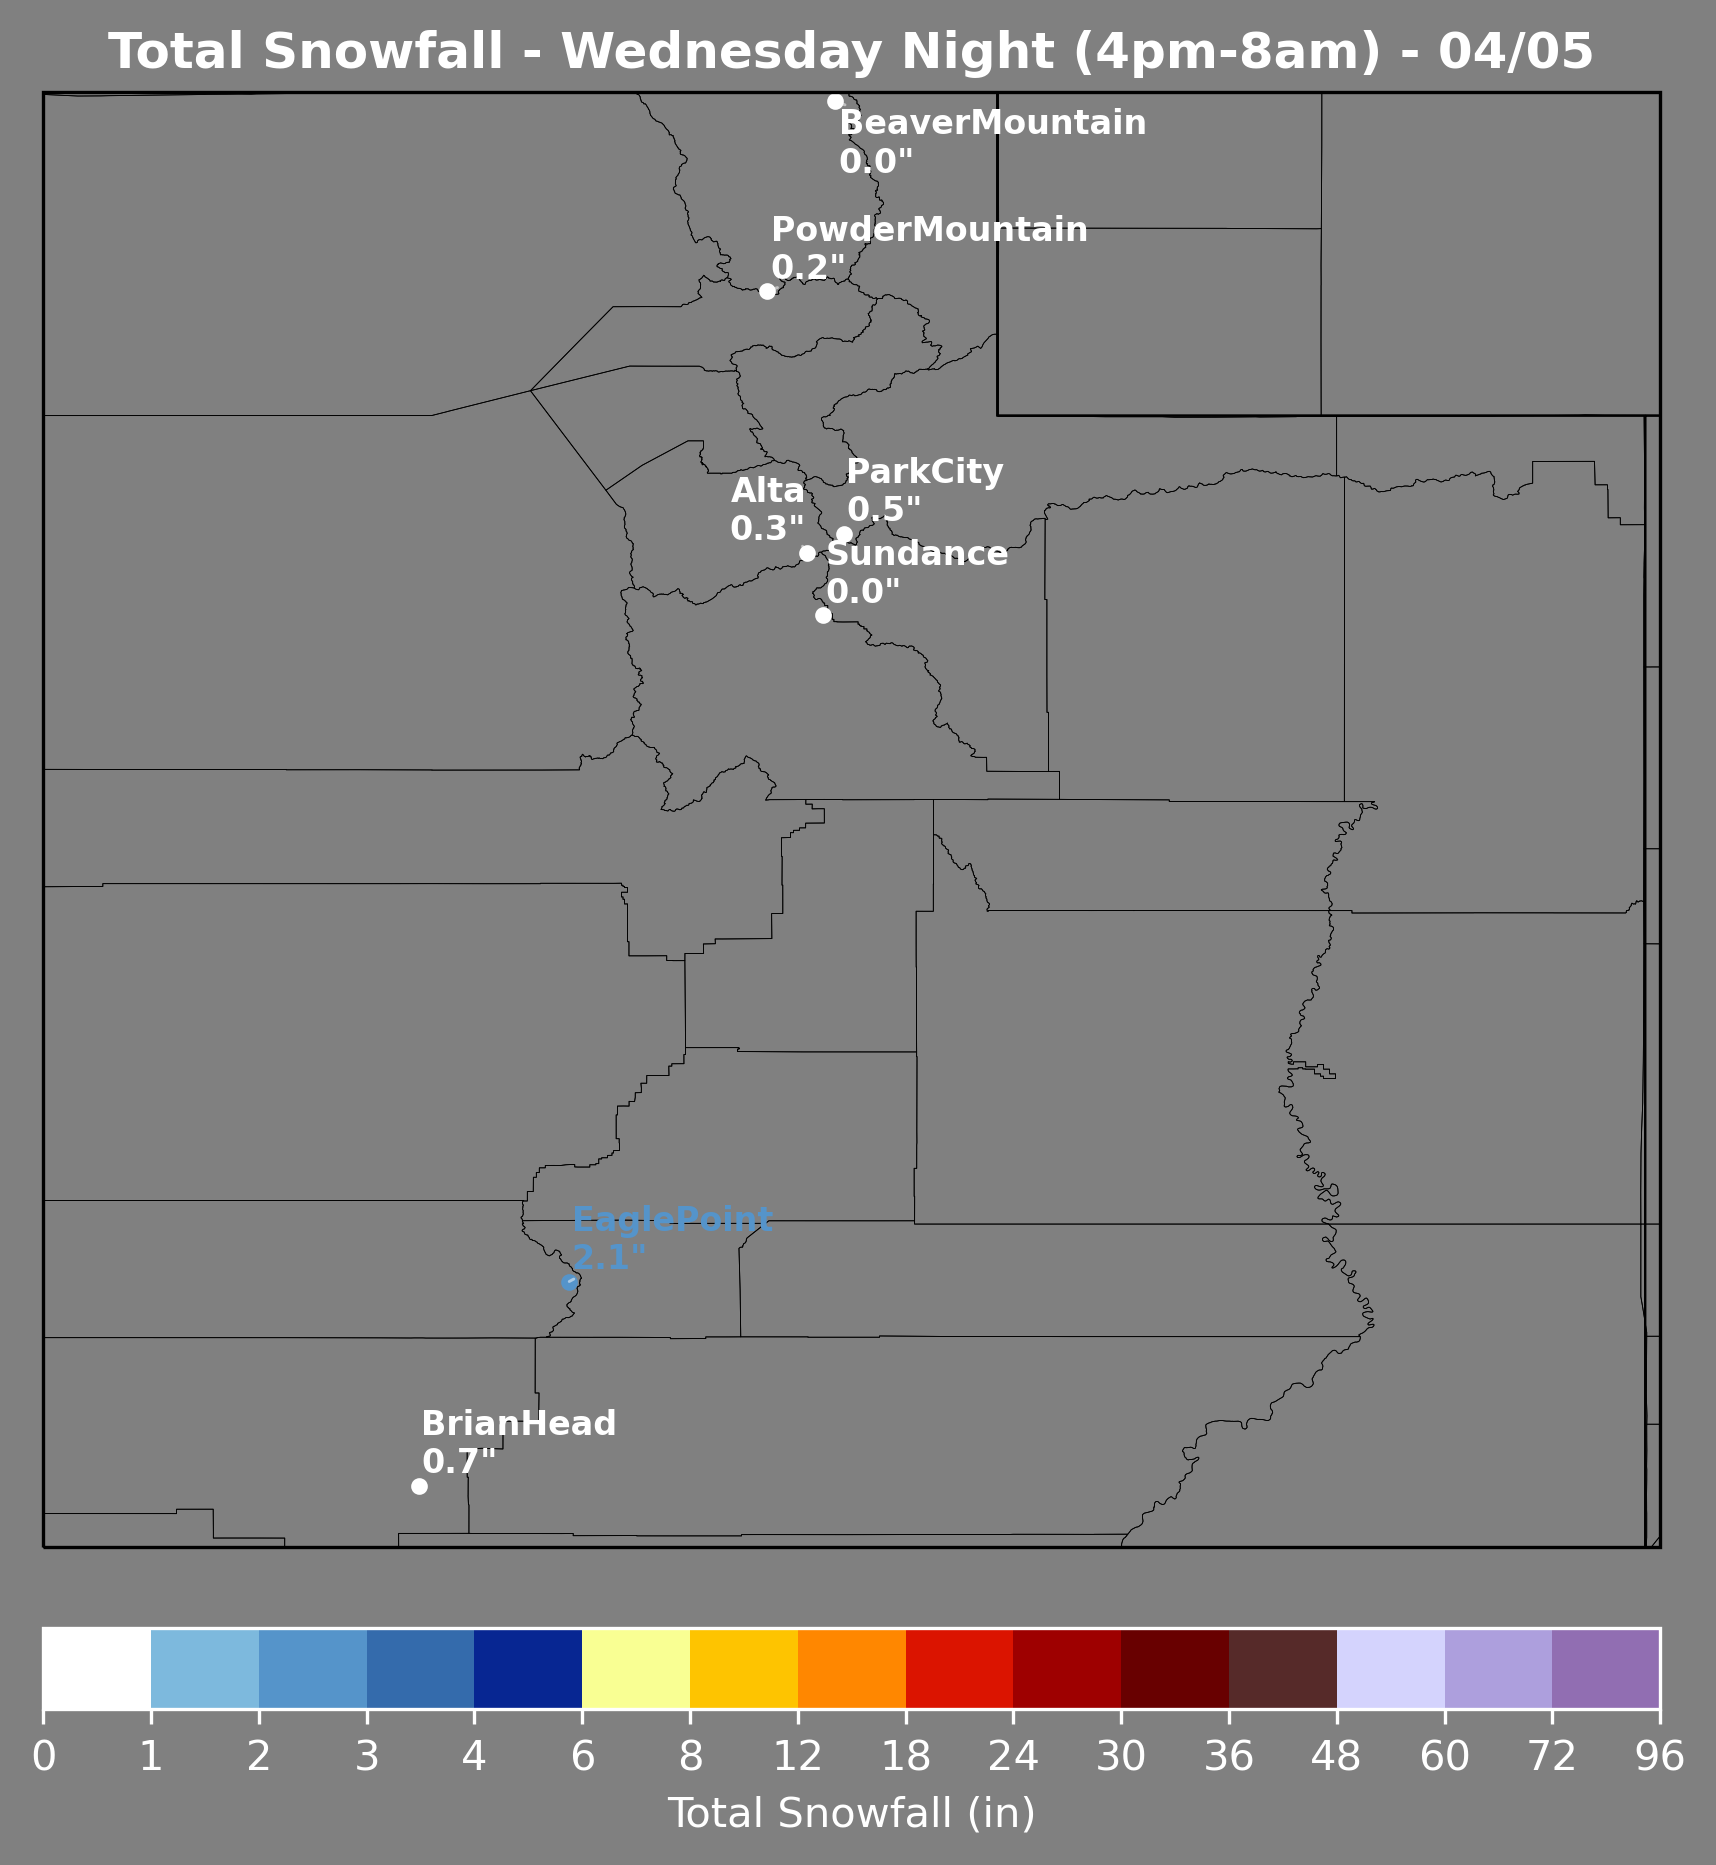 Total Snowfall - Wednesday Night (4pm-8am) - 04/05
BeaverMountain
0.0"
PowderMountain
0.2"
ParkCity
0.5"
Alta
0.3"
Sundance
0.0"
EaglePoint
2.1"
BrianHead
0.7"
0 1 2 3 4 6 8 12 18 24 30 36 48 60 72 96
Total Snowfall (in)